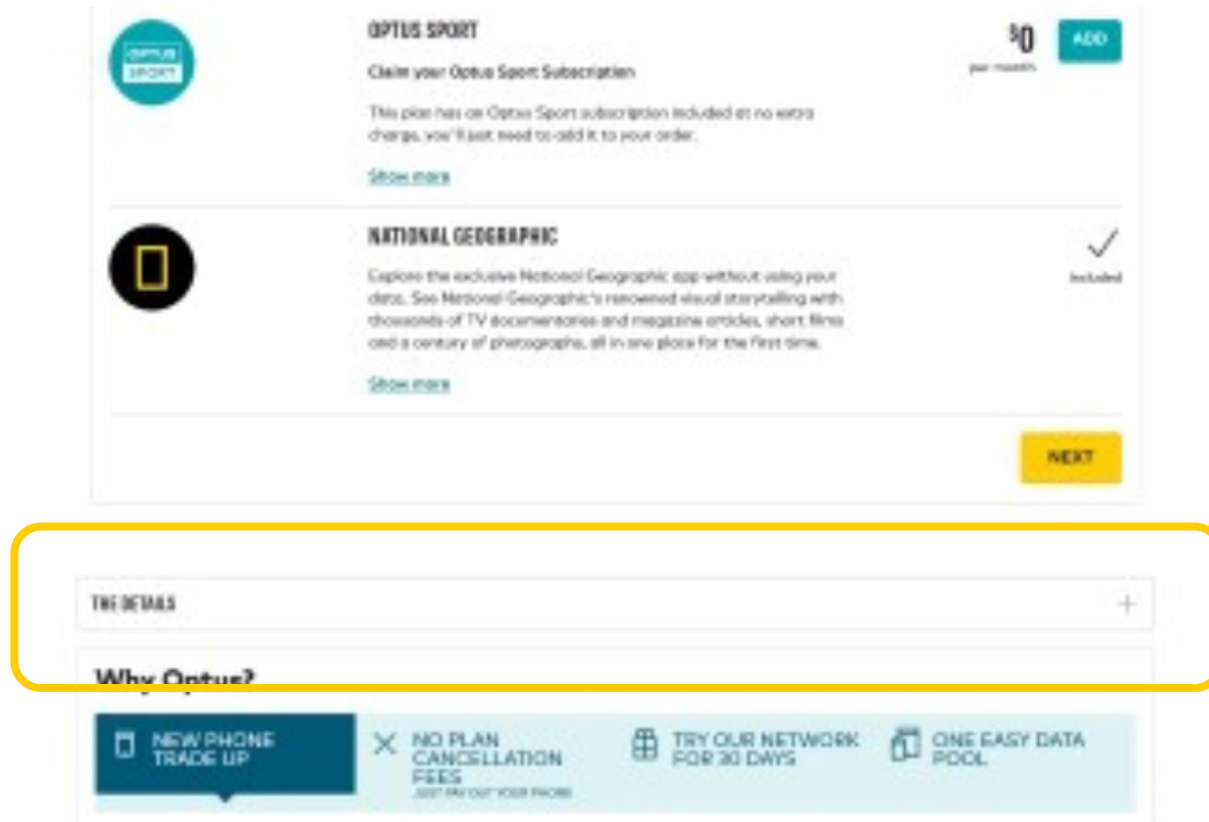 OPTUS
SPORT
OPTUS SPORT
$0
per month
ADD
Claim your Optus Sport Subscription
This plan has an Optus Sport subscription included at no extra
charge, you'll just need to add it to your order.
Show more
NATIONAL GEOGRAPHIC
Included
Explore the exclusive National Geographic app without using your
data. See National Geographic's renowned visual storytelling with
thousands of TV documentaries and magazine articles, short films
and a century of photographs, all in one place for the first time.
Show more
NEXT
THE DETAILS
Why Optus?
NEW PHONE
TRADE UP
NO PLAN
CANCELLATION
FEES
JUST PAY OUT YOUR PHONE
TRY OUR NETWORK
FOR 30 DAYS
ONE EASY DATA
POOL